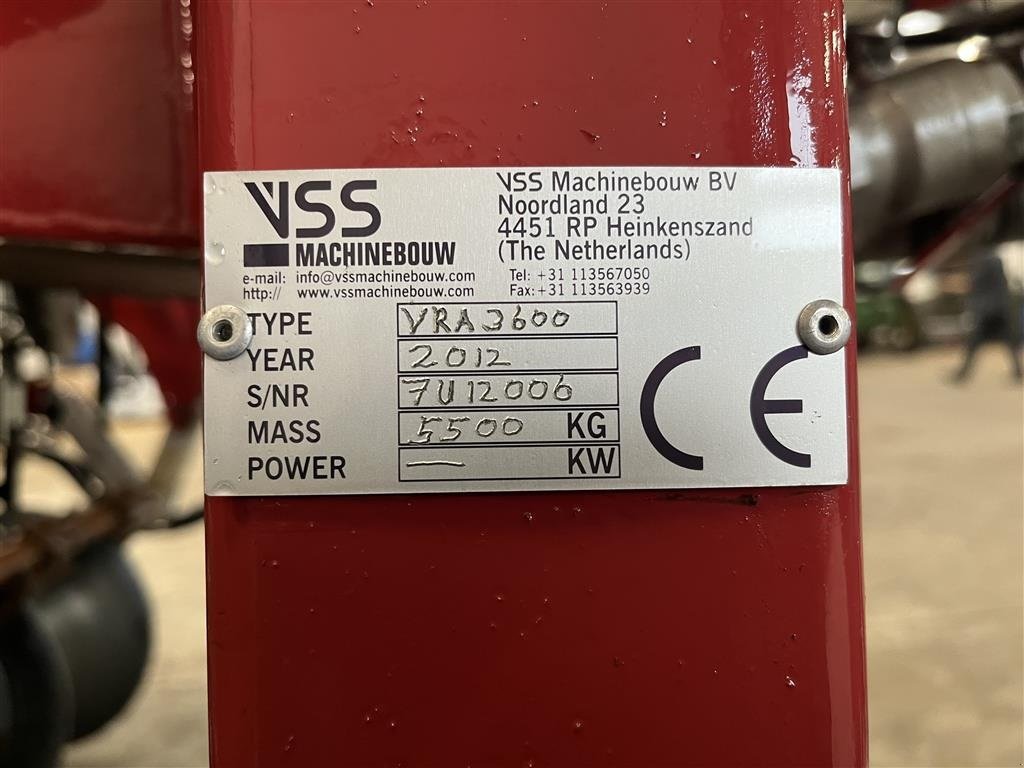 VSS
MACHINEBOUW
e-mail: info@vssmachinebouw.com
http:// www.vssmachinebouw.com
VSS Machinebouw BV
Noordland 23
4451 RP Heinkenszand
(The Netherlands)
Tel: +31 113567050
Fax: +31 113563939
TYPE VRA3600
YEAR 2012
S/NR 7U12006
MASS 5500 KG
POWER — KW
CE